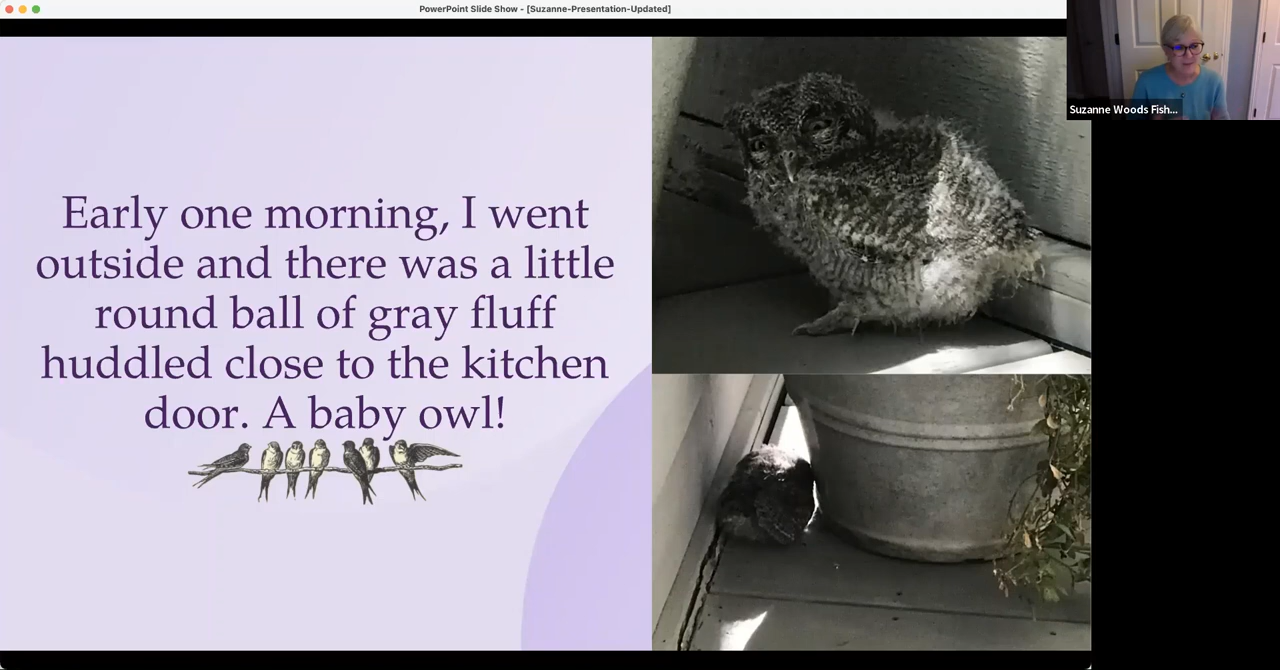 PowerPoint Slide Show - [Suzanne-Presentation-Updated]
Suzanne Woods Fish...
Early one morning, I went
outside and there was a little
round ball of gray fluff
huddled close to the kitchen
door. A baby owl!